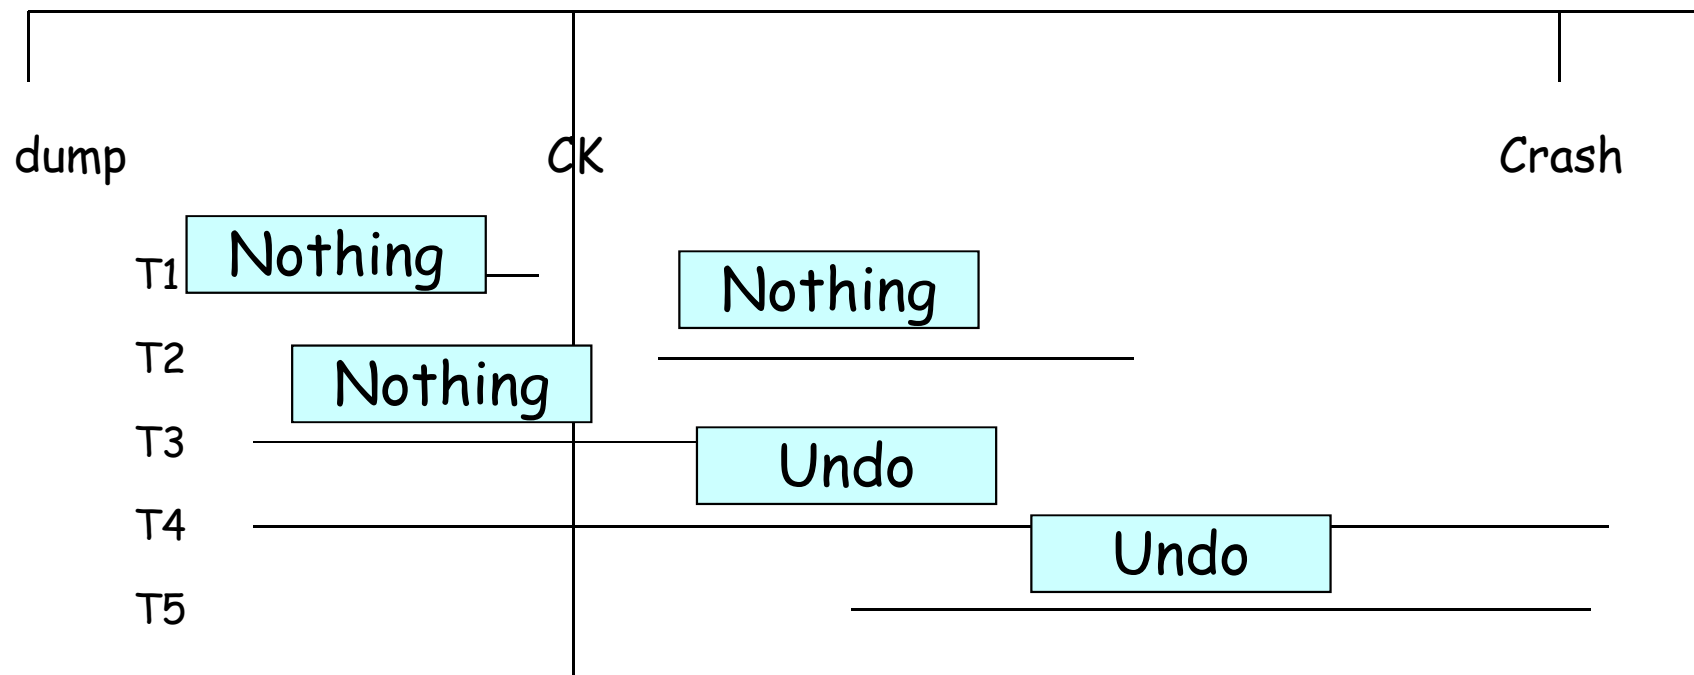 dump
CK
Crash
T1
Nothing
Nothing
T2
Nothing
T3
Undo
T4
Undo
T5